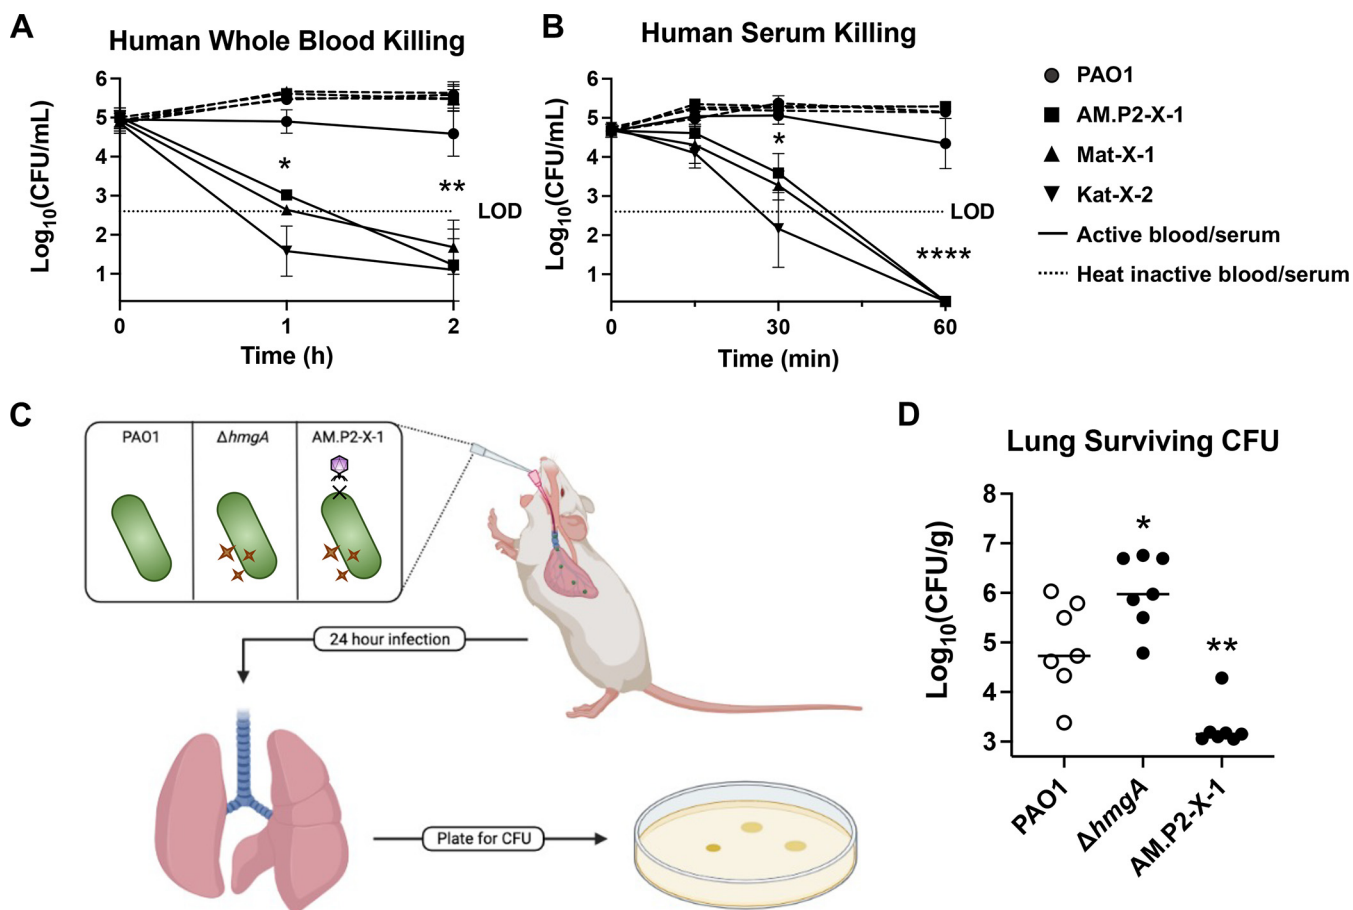 A
Human Whole Blood Killing
Log10(CFU/mL)
6
5
4
3
2
1
*
**
LOD
0
1
2
Time (h)
B
Human Serum Killing
Log10(CFU/mL)
6
5
4
3
2
1
*
****
LOD
0
30
60
Time (min)
PAO1
AM.P2-X-1
Mat-X-1
Kat-X-2
Active blood/serum
Heat inactive blood/serum
C
PAO1
ΔhmgA
AM.P2-X-1
24 hour infection
Plate for CFU
D
Lung Surviving CFU
Log10(CFU/g)
8
7
6
5
4
3
*
**
PAO1
ΔhmgA
AM.P2-X-1